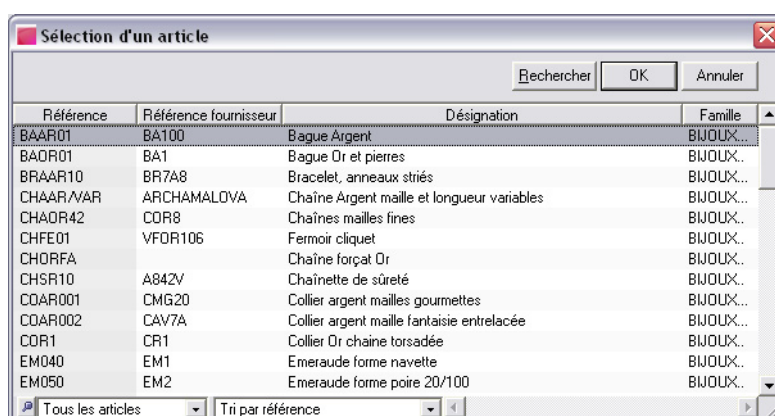 Sélection d'un article
Rechercher OK Annuler
Référence Référence fournisseur Désignation Famille
BAAR01 BA100 Bague Argent BIJOUX...
BAOR01 BA1 Bague Or et pierres BIJOUX..
BRAAR10 BR7A8 Bracelet, anneaux striés BIJOUX...
CHAAR/VAR ARCHAMALOVA Chaîne Argent maille et longueur variables BIJOUX...
CHAOR42 COR8 Chaînes mailles fines BIJOUX..
CHFE01 VFOR106 Fermoir cliquet BIJOUX..
CHORFA Chaîne forçat Or BIJOUX..
CHSR10 A842V Chaînette de sûreté BIJOUX..
COAR001 CMG20 Collier argent mailles gourmettes BIJOUX...
COAR002 CAV7A Collier argent maille fantaisie entrelacée BIJOUX...
COR1 CR1 Collier Or chaine torsadée BIJOUX..
EM040 EM1 Emeraude forme navette BIJOUX..
EM050 EM2 Emeraude forme poire 20/100 BIJOUX..
Tous les articles Tri par référence